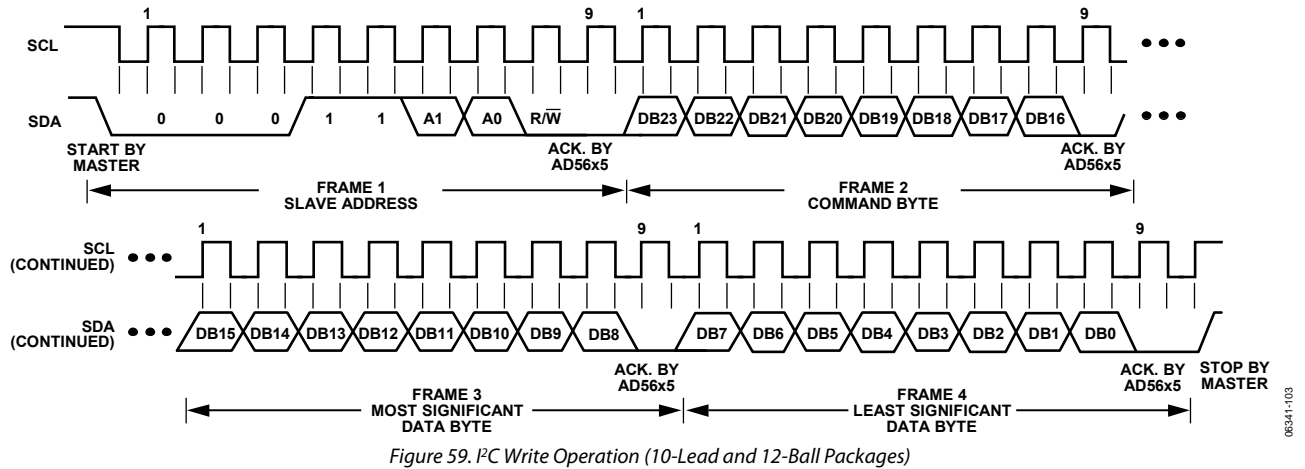 1 9 1 9
SCL
SDA 0 0 0 1 1 A1 A0 R/W̅ DB23 DB22 DB21 DB20 DB19 DB18 DB17 DB16
START BY
MASTER
ACK. BY
AD56x5
ACK. BY
AD56x5
FRAME 1
SLAVE ADDRESS
FRAME 2
COMMAND BYTE
1 9 1 9
SCL
(CONTINUED)
SDA
(CONTINUED)
DB15 DB14 DB13 DB12 DB11 DB10 DB9 DB8 DB7 DB6 DB5 DB4 DB3 DB2 DB1 DB0
ACK. BY
AD56x5
ACK. BY
AD56x5
STOP BY
MASTER
FRAME 3
MOST SIGNIFICANT
DATA BYTE
FRAME 4
LEAST SIGNIFICANT
DATA BYTE
06341-103
Figure 59. I²C Write Operation (10-Lead and 12-Ball Packages)